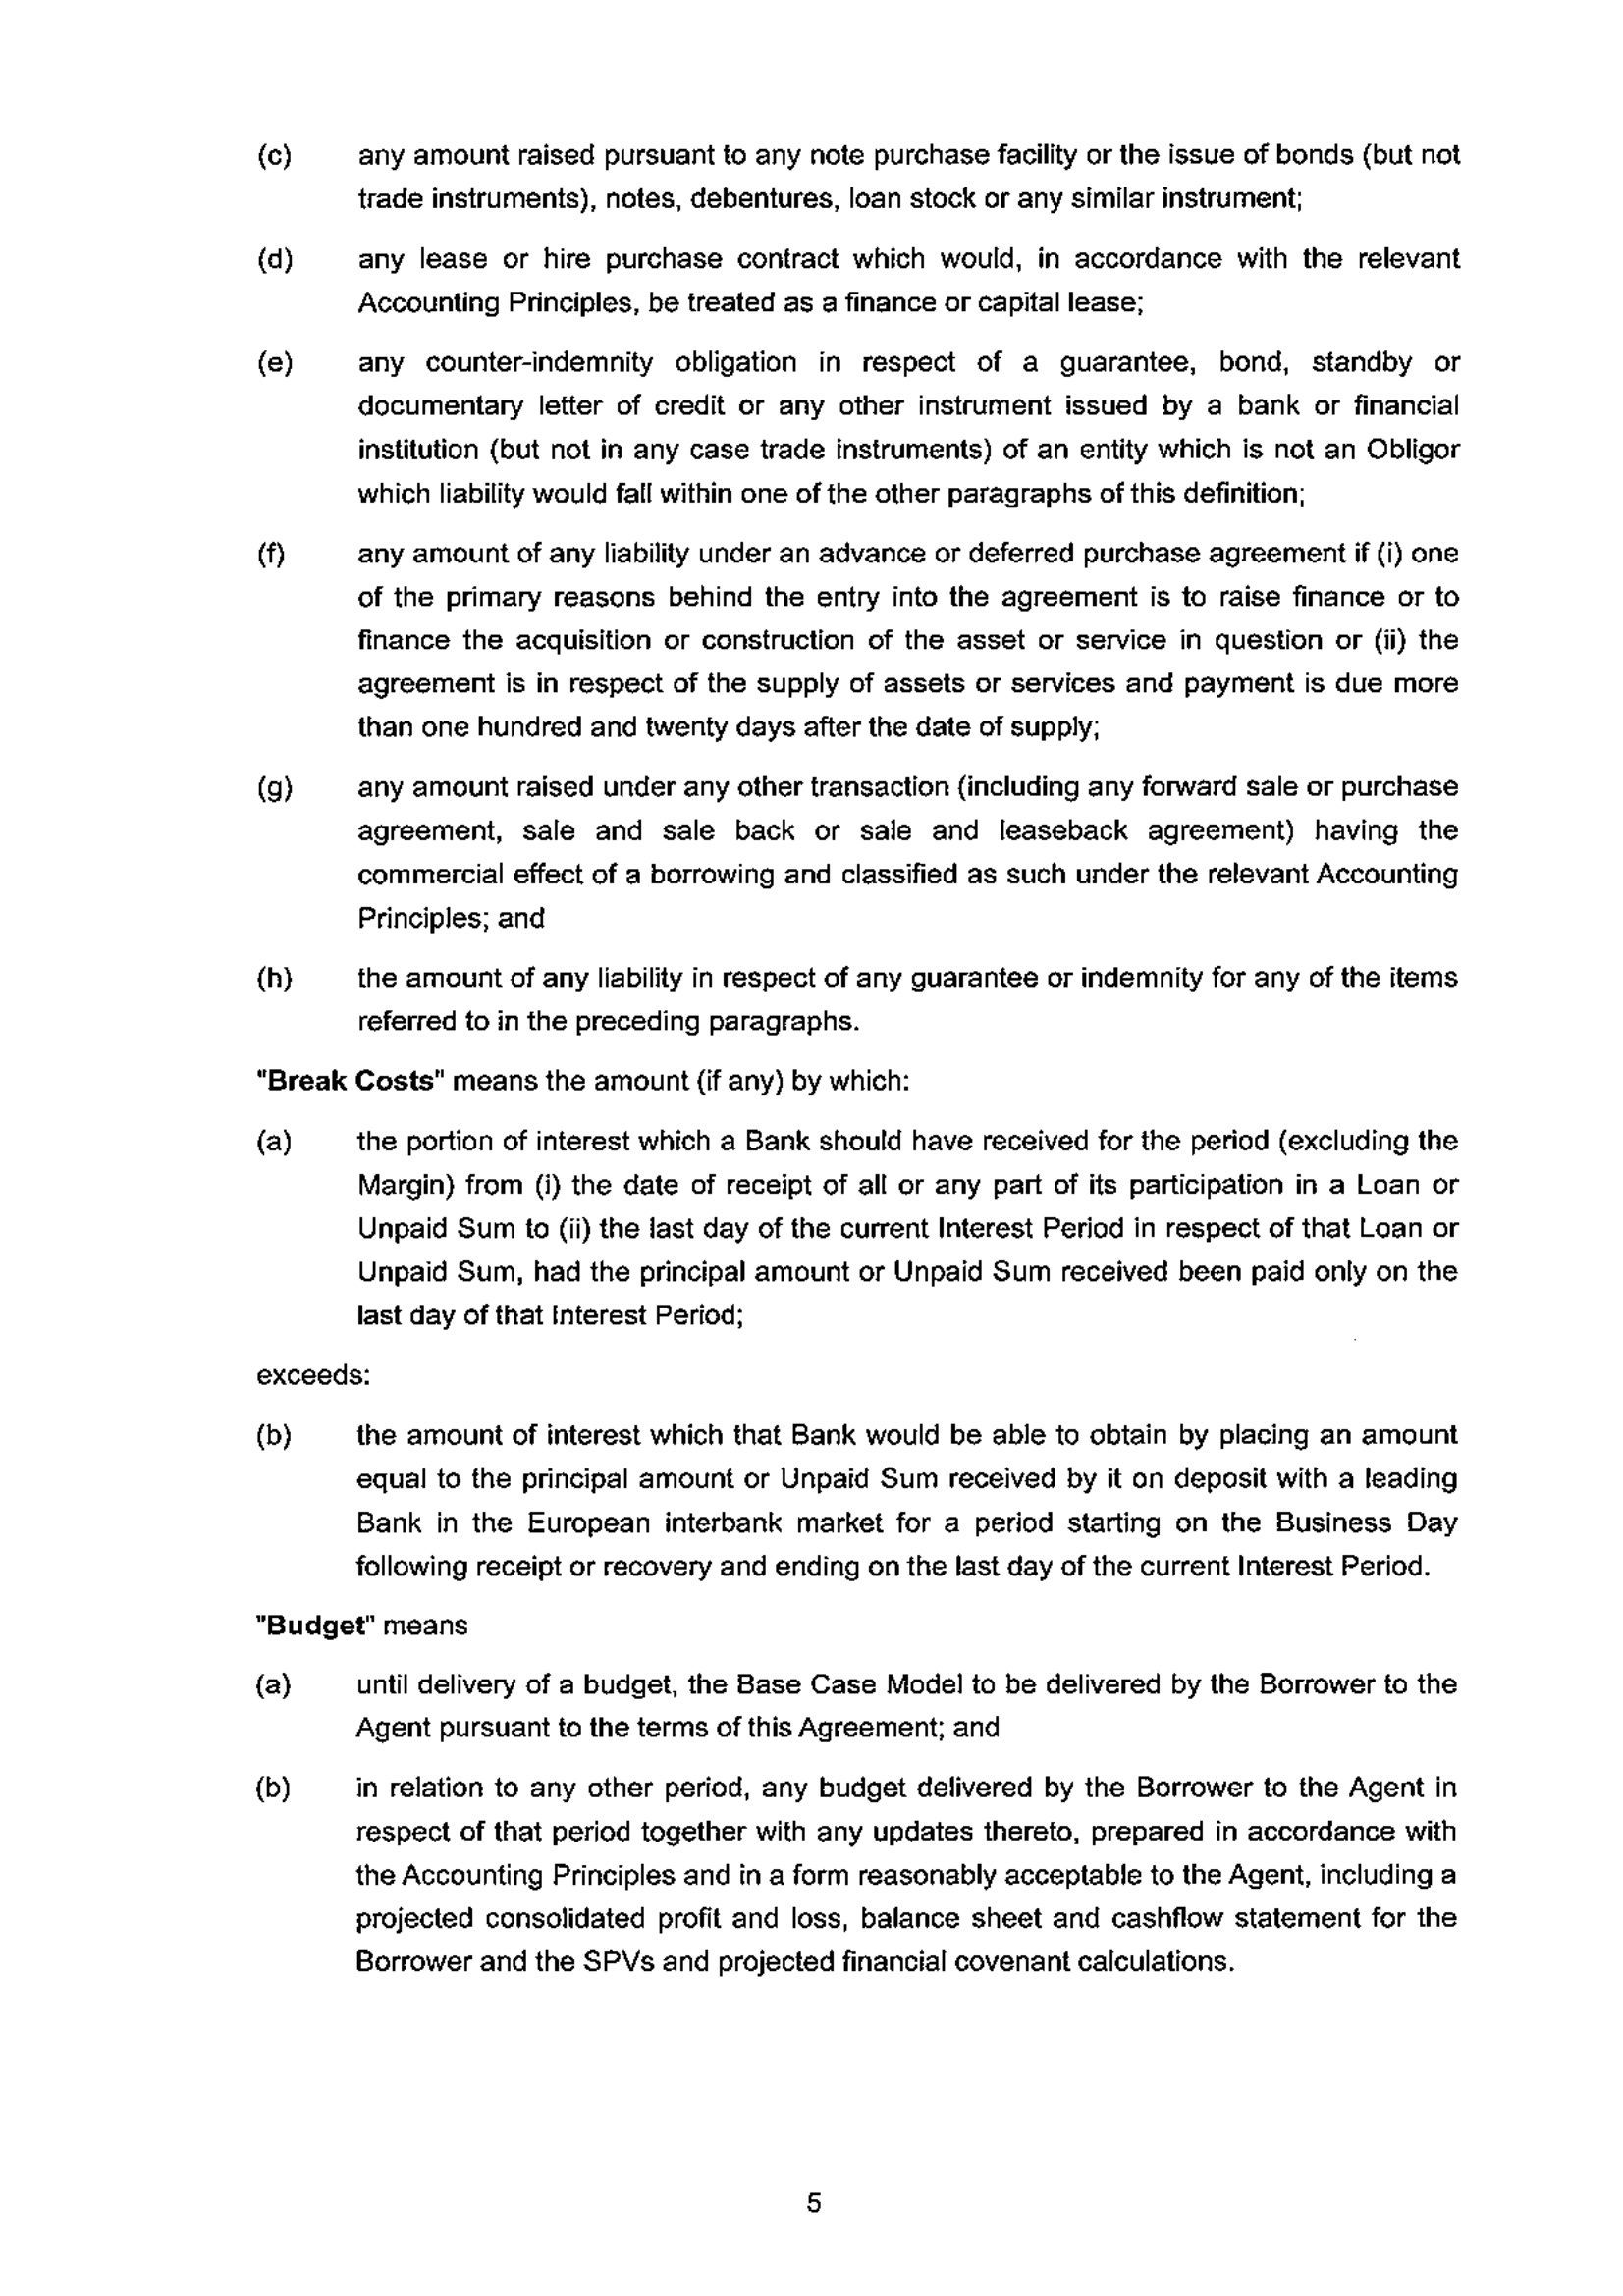 (c) any amount raised pursuant to any note purchase facility or the issue of bonds (but not
trade instruments), notes, debentures, loan stock or any similar instrument;
(d) any lease or hire purchase contract which would, in accordance with the relevant
Accounting Principles, be treated as a finance or capital lease;
(e) any counter-indemnity obligation in respect of a guarantee, bond, standby or
documentary letter of credit or any other instrument issued by a bank or financial
institution (but not in any case trade instruments) of an entity which is not an Obligor
which liability would fall within one of the other paragraphs of this definition;
(f) any amount of any liability under an advance or deferred purchase agreement if (i) one
of the primary reasons behind the entry into the agreement is to raise finance or to
finance the acquisition or construction of the asset or service in question or (ii) the
agreement is in respect of the supply of assets or services and payment is due more
than one hundred and twenty days after the date of supply;
(g) any amount raised under any other transaction (including any forward sale or purchase
agreement, sale and sale back or sale and leaseback agreement) having the
commercial effect of a borrowing and classified as such under the relevant Accounting
Principles; and
(h) the amount of any liability in respect of any guarantee or indemnity for any of the items
referred to in the preceding paragraphs.
"Break Costs" means the amount (if any) by which:
(a) the portion of interest which a Bank should have received for the period (excluding the
Margin) from (i) the date of receipt of all or any part of its participation in a Loan or
Unpaid Sum to (ii) the last day of the current Interest Period in respect of that Loan or
Unpaid Sum, had the principal amount or Unpaid Sum received been paid only on the
last day of that Interest Period;
exceeds:
(b) the amount of interest which that Bank would be able to obtain by placing an amount
equal to the principal amount or Unpaid Sum received by it on deposit with a leading
Bank in the European interbank market for a period starting on the Business Day
following receipt or recovery and ending on the last day of the current Interest Period.
"Budget" means
(a) until delivery of a budget, the Base Case Model to be delivered by the Borrower to the
Agent pursuant to the terms of this Agreement; and
(b) in relation to any other period, any budget delivered by the Borrower to the Agent in
respect of that period together with any updates thereto, prepared in accordance with
the Accounting Principles and in a form reasonably acceptable to the Agent, including a
projected consolidated profit and loss, balance sheet and cashflow statement for the
Borrower and the SPVs and projected financial covenant calculations.
5